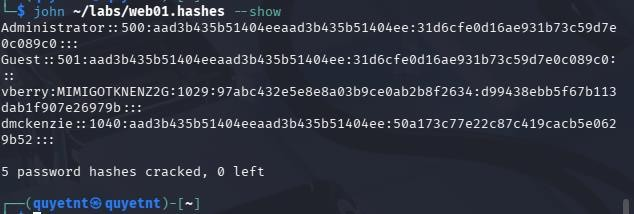 └─$ john ~/labs/web01.hashes --show
Administrator::500:aad3b435b51404eeaad3b435b51404ee:31d6cfe0d16ae931b73c59d7e
0c089c0:::
Guest::501:aad3b435b51404eeaad3b435b51404ee:31d6cfe0d16ae931b73c59d7e0c089c0:
::
vberry:MIMIGOTKNENZ2G:1029:97abc432e5e8e8a03b9ce0ab2b8f2634:d99438ebb5f67b113
dab1f907e26979b:::
dmckenzie::1040:aad3b435b51404eeaad3b435b51404ee:50a173c77e22c87c419cacb5e062
9b52:::
5 password hashes cracked, 0 left
┌──(quyetnt㉿quyetnt)-[~]